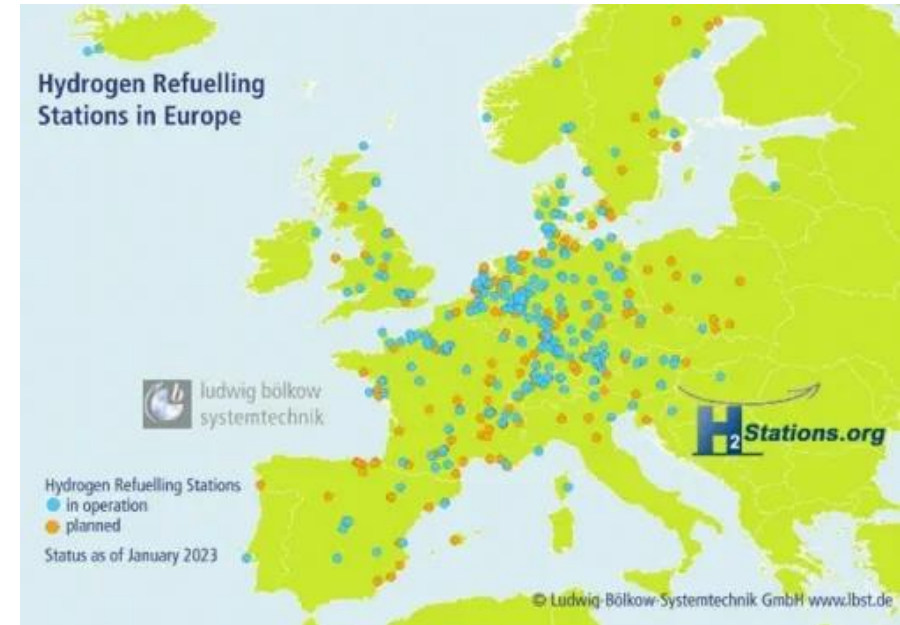 Hydrogen Refuelling
Stations in Europe
ludwig bölkow
systemtechnik
H2Stations.org
Hydrogen Refuelling Stations
in operation
planned
Status as of January 2023
© Ludwig-Bölkow-Systemtechnik GmbH www.lbst.de